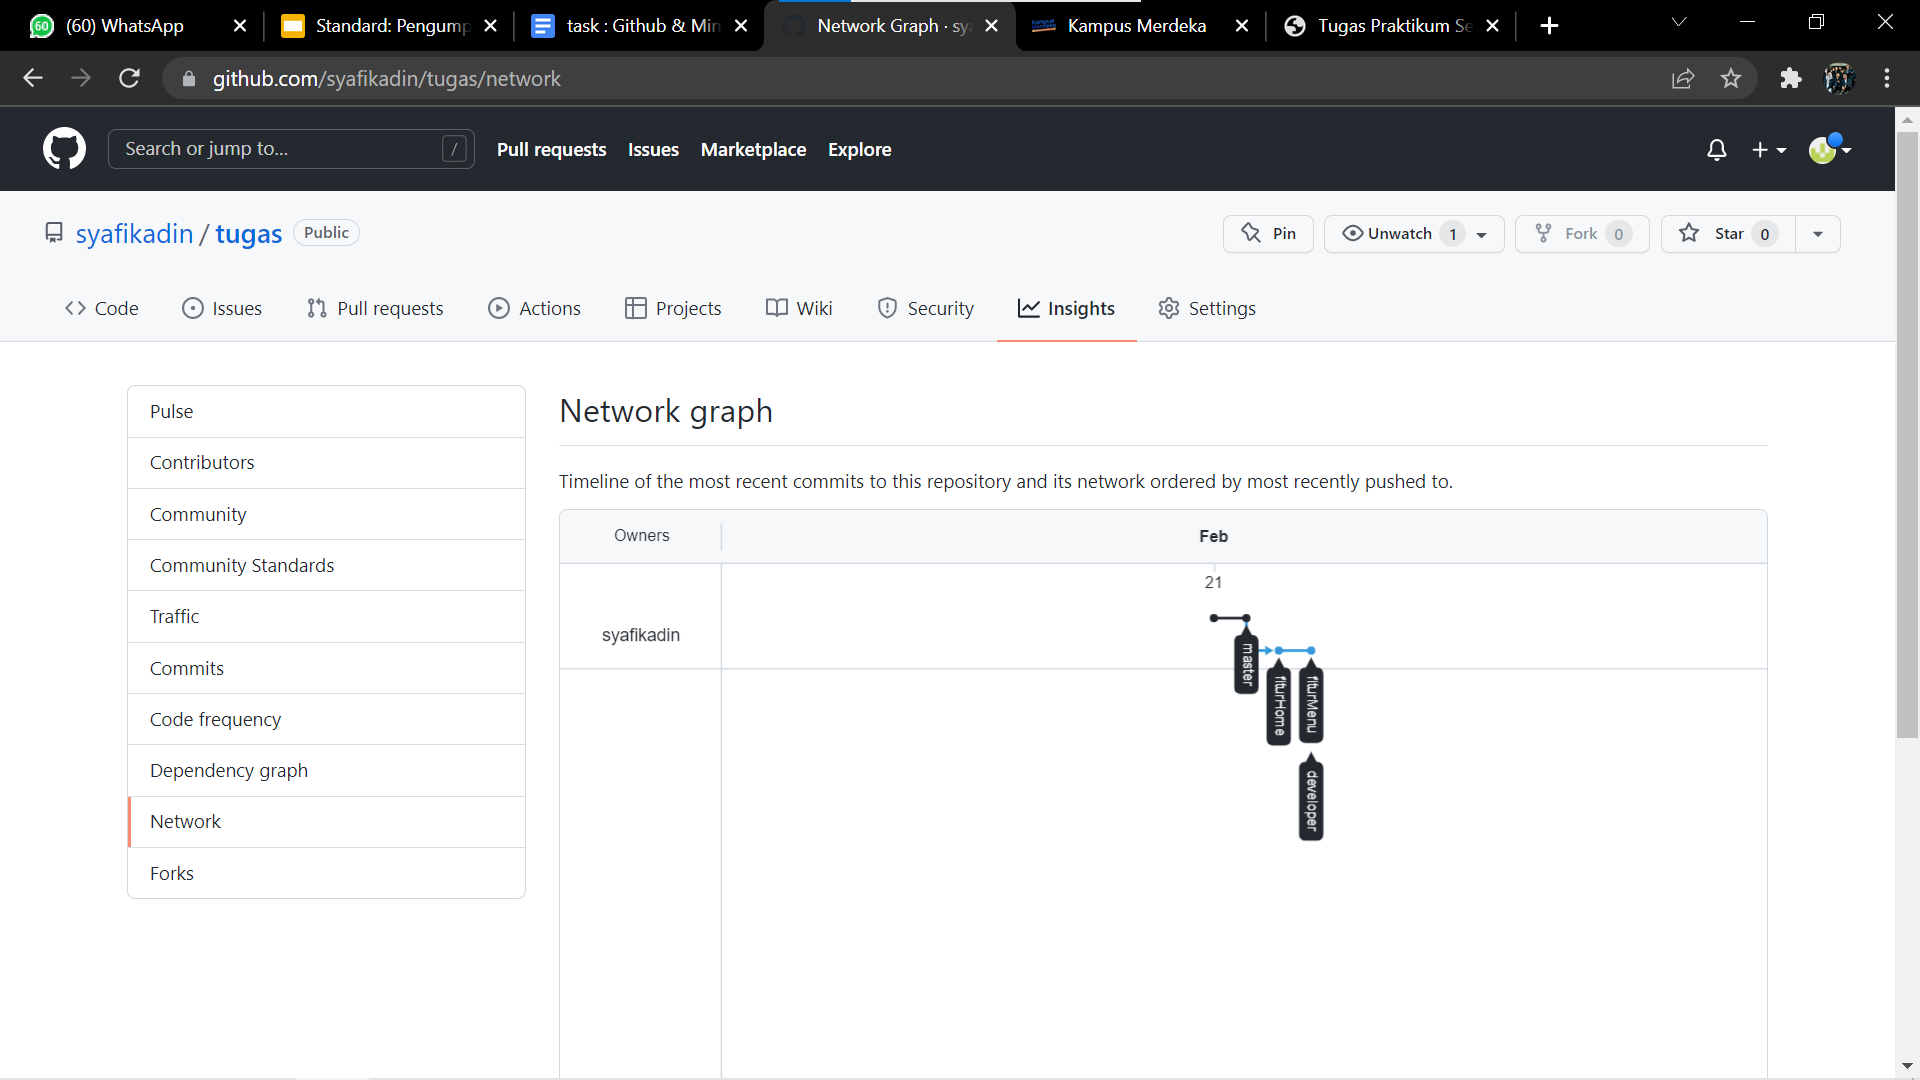 60 (60) WhatsApp
Standard: Pengump
task : Github & Min
Network Graph · sy
Kampus Merdeka
Tugas Praktikum Se
github.com/syafikadin/tugas/network
Search or jump to... /
Pull requests Issues Marketplace Explore
syafikadin / tugas Public
Pin
Unwatch 1
Fork 0
Star 0
Code Issues Pull requests Actions Projects Wiki Security Insights Settings
Pulse
Contributors
Community
Community Standards
Traffic
Commits
Code frequency
Dependency graph
Network
Forks
Network graph
Timeline of the most recent commits to this repository and its network ordered by most recently pushed to.
Owners
Feb
21
syafikadin
master
fiturHome
fiturMenu
developer